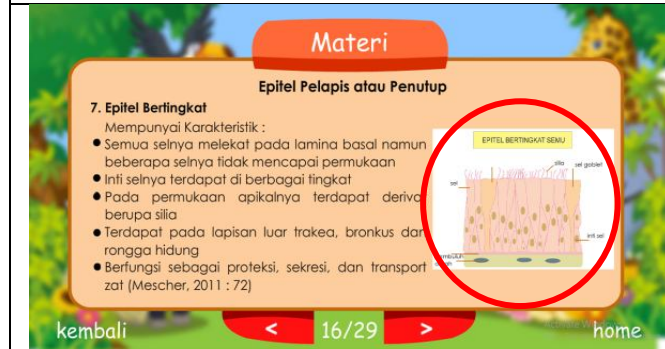 Materi
Epitel Pelapis atau Penutup
7. Epitel Bertingkat
Mempunyai Karakteristik :
Semua selnya melekat pada lamina basal namun
beberapa selnya tidak mencapai permukaan
Inti selnya terdapat di berbagai tingkat
Pada permukaan apikalnya terdapat deriva
berupa silia
Terdapat pada lapisan luar trakea, bronkus dan
rongga hidung
Berfungsi sebagai proteksi, sekresi, dan transport
zat (Mescher, 2011 : 72)
EPITEL BERTINGKAT SEMU
silia
sel goblet
sel
inti sel
kembali
<
16/29
>
home